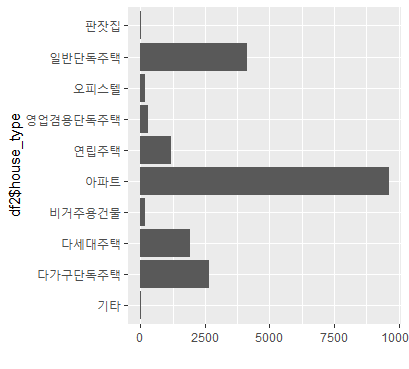 df2$house_type
판잣집
일반단독주택
오피스텔
영업겸용단독주택
연립주택
아파트
비거주용건물
다세대주택
다가구단독주택
기타
0 2500 5000 7500 10000